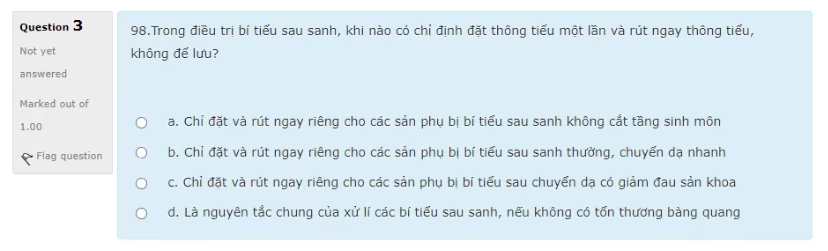 Question 3
Not yet
answered
Marked out of
1.00
Flag question
98.Trong điều trị bí tiểu sau sanh, khi nào có chỉ định đặt thông tiểu một lần và rút ngay thông tiểu,
không để lưu?
a. Chỉ đặt và rút ngay riêng cho các sản phụ bị bí tiểu sau sanh không cắt tầng sinh môn
b. Chỉ đặt và rút ngay riêng cho các sản phụ bị bí tiểu sau sanh thường, chuyển dạ nhanh
c. Chỉ đặt và rút ngay riêng cho các sản phụ bị bí tiểu sau chuyển dạ có giảm đau sản khoa
d. Là nguyên tắc chung của xử lí các bí tiểu sau sanh, nếu không có tổn thương bàng quang